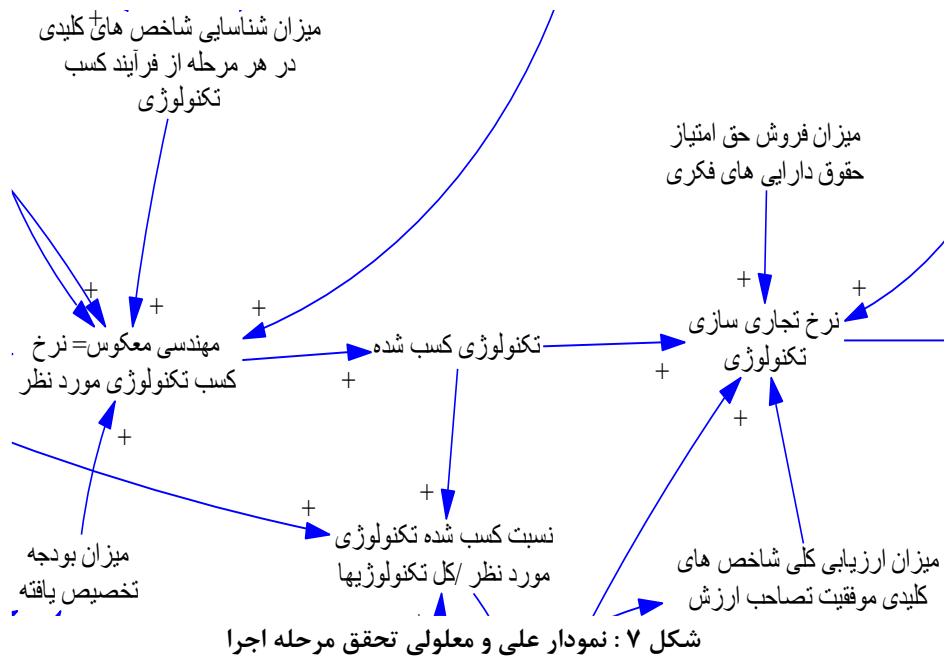 میزان شناسایی شاخص های کلیدی
در هر مرحله از فرآیند کسب
تکنولوژی
+
+
میزان فروش حق امتیاز
حقوق دارایی های فکری
+
+
+
+
+
مهندسی معکوس= نرخ
کسب تکنولوژی مورد نظر
+
تکنولوژی کسب شده
+
نرخ تجاری سازی
تکنولوژی
+
+
+
+
نسبت کسب شده تکنولوژی
مورد نظر /کل تکنولوژیها
میزان بودجه
تخصیص یافته
میزان ارزیابی کلی شاخص های
کلیدی موفقیت تصاحب ارزش
شکل ۷ : نمودار علی و معلولی تحقق مرحله اجرا